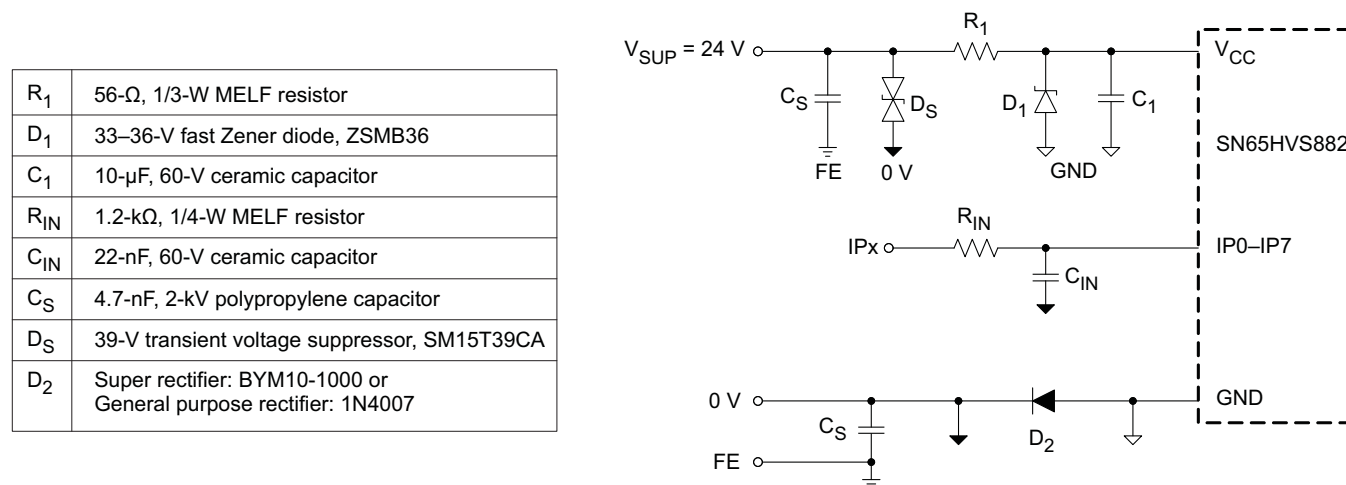 R1 56-Ω, 1/3-W MELF resistor
D1 33–36-V fast Zener diode, ZSMB36
C1 10-μF, 60-V ceramic capacitor
RIN 1.2-kΩ, 1/4-W MELF resistor
CIN 22-nF, 60-V ceramic capacitor
CS 4.7-nF, 2-kV polypropylene capacitor
DS 39-V transient voltage suppressor, SM15T39CA
D2 Super rectifier: BYM10-1000 or
General purpose rectifier: 1N4007
R1
VSUP = 24 V
VCC
CS
DS
D1
C1
SN65HVS882
FE
0 V
GND
RIN
IPx
IP0–IP7
CIN
0 V
GND
CS
D2
FE